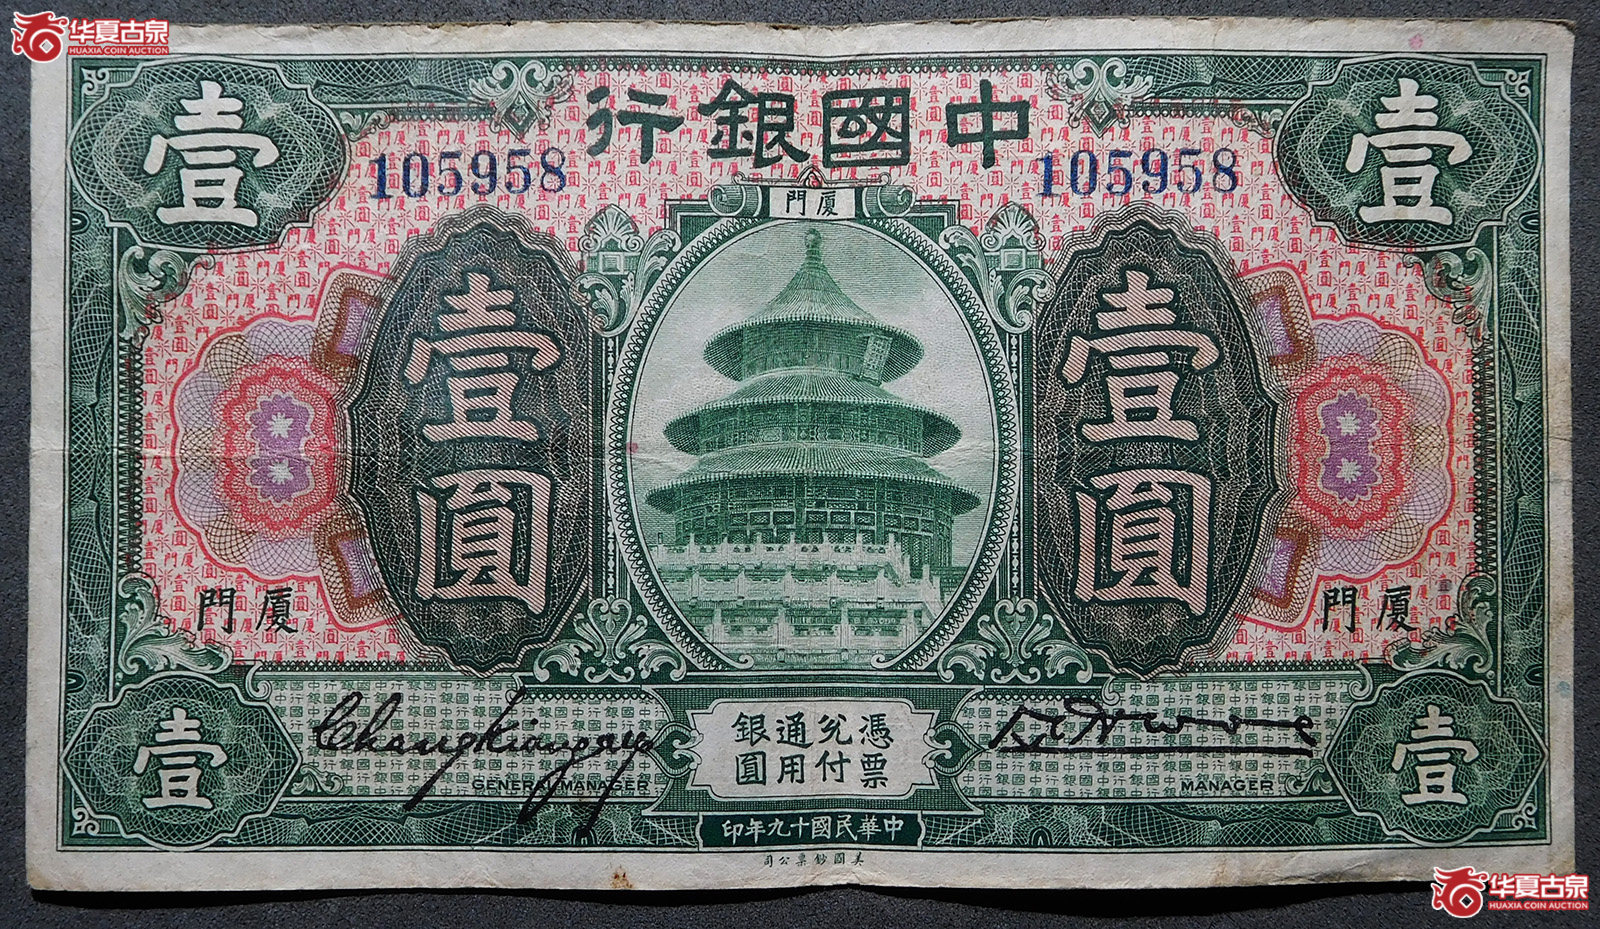 华夏古泉
HUAXIA COIN AUCTION
壹
中國銀行
壹
105958
105958
廈門
壹圓
壹圓
廈門
廈門
憑票
兌付
通用
銀圓
壹
壹
GENERAL MANAGER
MANAGER
中華民國十九年印
美國鈔票公司
华夏古泉
HUAXIA COIN AUCTION